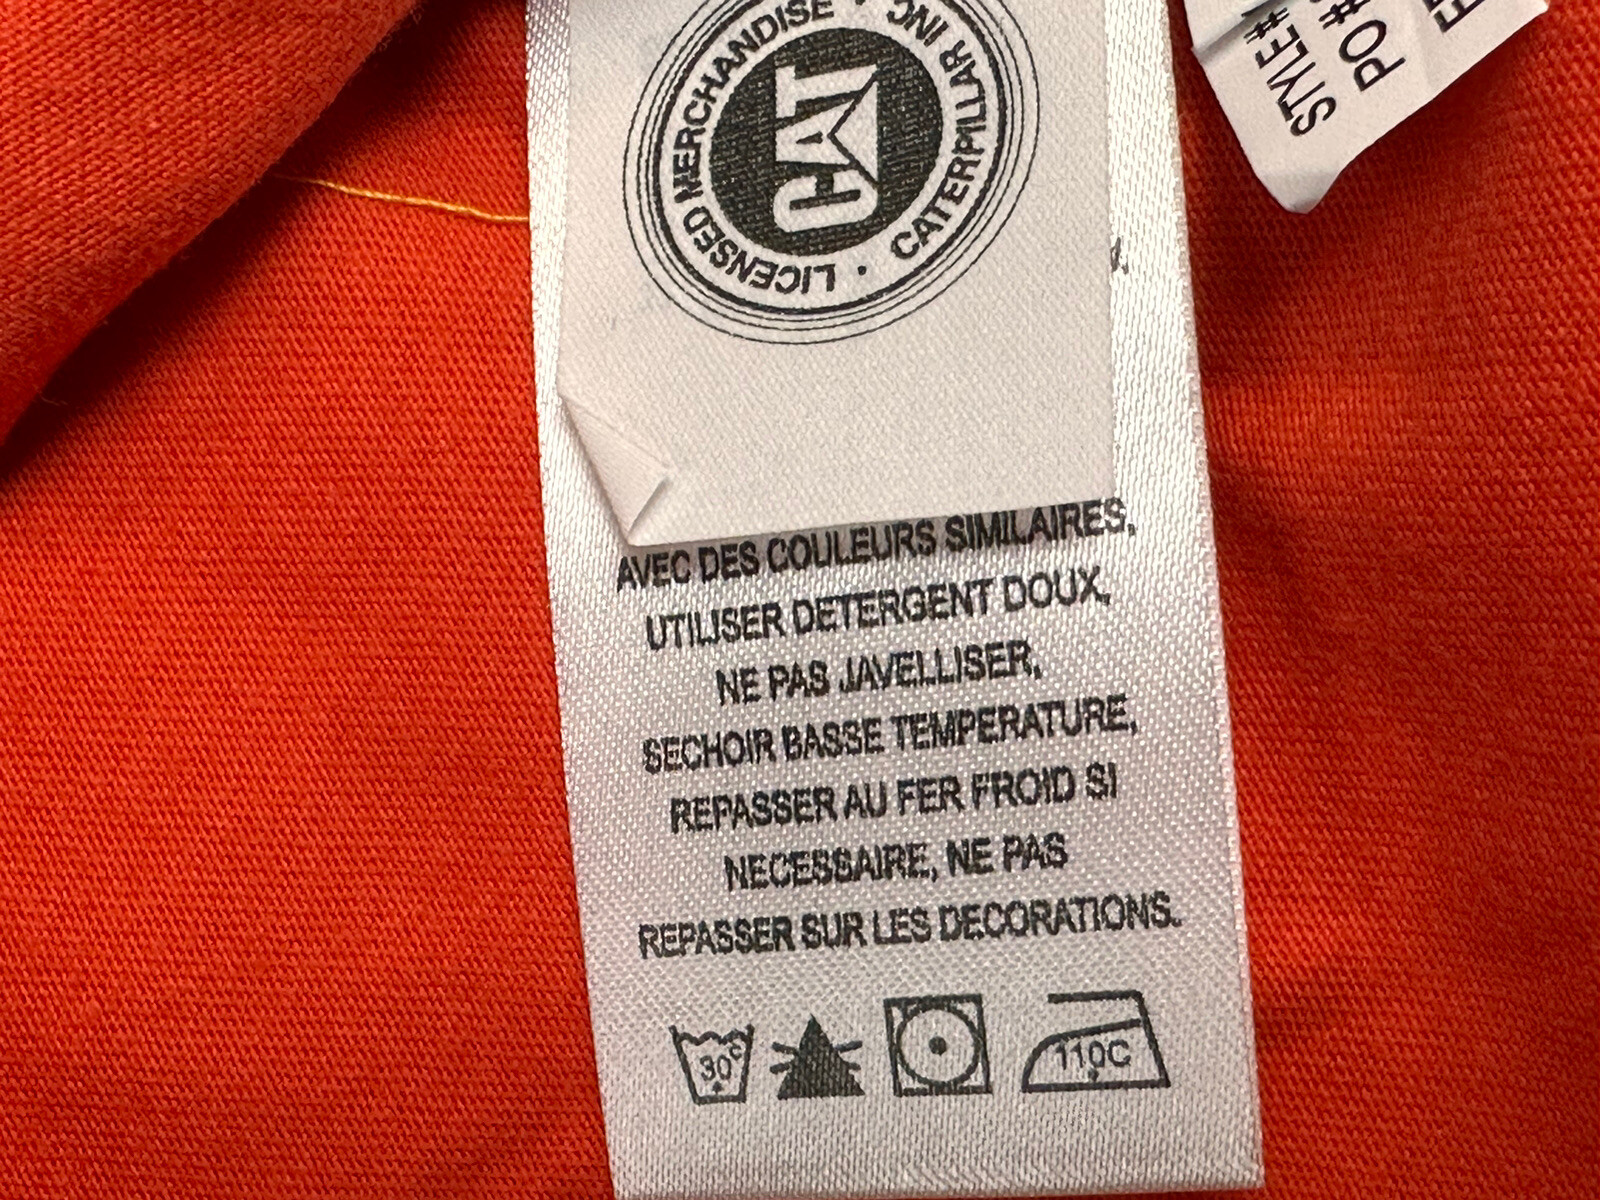 LICENSED MERCHANDISE · CATERPILLAR INC.
CAT
STYLE#
PO#
AVEC DES COULEURS SIMILAIRES,
UTILISER DETERGENT DOUX,
NE PAS JAVELLISER,
SECHOIR BASSE TEMPERATURE,
REPASSER AU FER FROID SI
NECESSAIRE, NE PAS
REPASSER SUR LES DECORATIONS.
30°C
110C